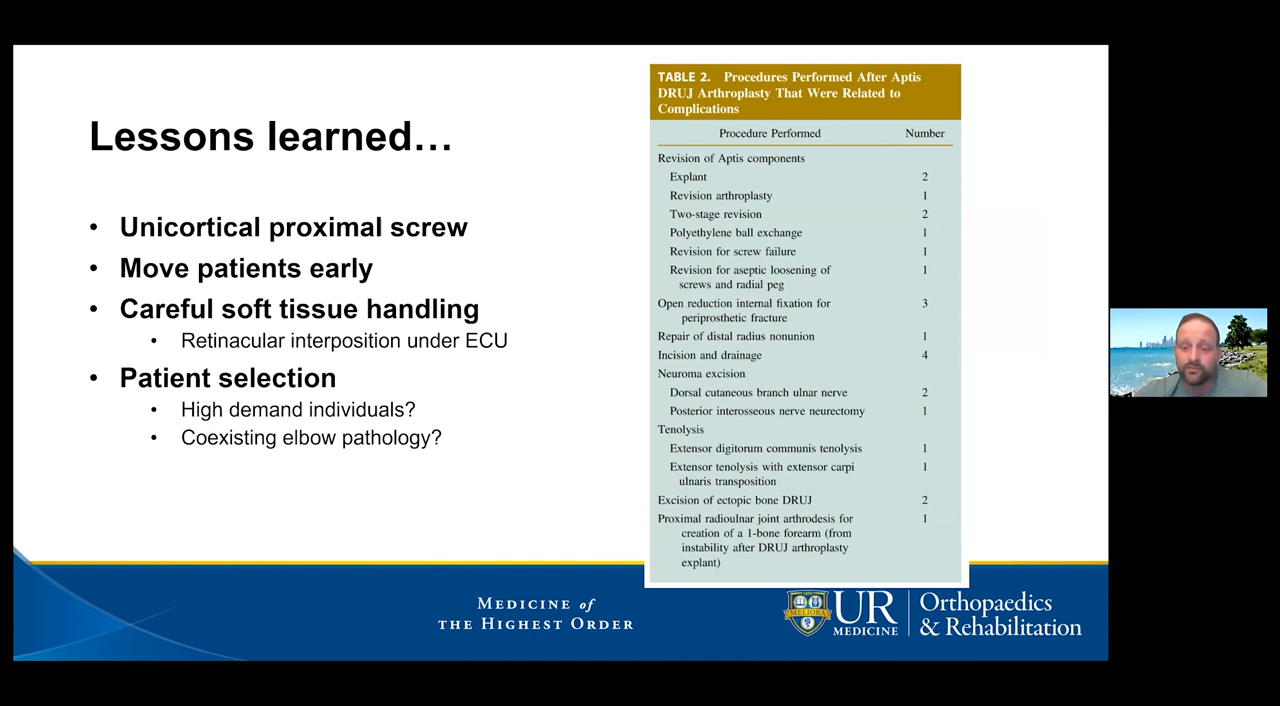 Lessons learned…
• Unicortical proximal screw
• Move patients early
• Careful soft tissue handling
• Retinacular interposition under ECU
• Patient selection
• High demand individuals?
• Coexisting elbow pathology?
TABLE 2. Procedures Performed After Aptis
DRUJ Arthroplasty That Were Related to
Complications
Procedure Performed Number
Revision of Aptis components
Explant 2
Revision arthroplasty 1
Two-stage revision 2
Polyethylene ball exchange 1
Revision for screw failure 1
Revision for aseptic loosening of 1
screws and radial peg
Open reduction internal fixation for 3
periprosthetic fracture
Repair of distal radius nonunion 1
Incision and drainage 4
Neuroma excision
Dorsal cutaneous branch ulnar nerve 2
Posterior interosseous nerve neurectomy 1
Tenolysis
Extensor digitorum communis tenolysis 1
Extensor tenolysis with extensor carpi 1
ulnaris transposition
Excision of ectopic bone DRUJ 2
Proximal radioulnar joint arthrodesis for 1
creation of a 1-bone forearm (from
instability after DRUJ arthroplasty
explant)
MEDICINE of
THE HIGHEST ORDER
MELIORA
UR
MEDICINE
Orthopaedics
& Rehabilitation